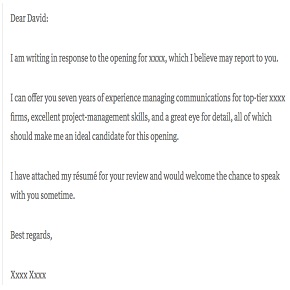 Dear David:
I am writing in response to the opening for xxxx, which I believe may report to you.
I can offer you seven years of experience managing communications for top-tier xxxx
firms, excellent project-management skills, and a great eye for detail, all of which
should make me an ideal candidate for this opening.
I have attached my résumé for your review and would welcome the chance to speak
with you sometime.
Best regards,
Xxxx Xxxx